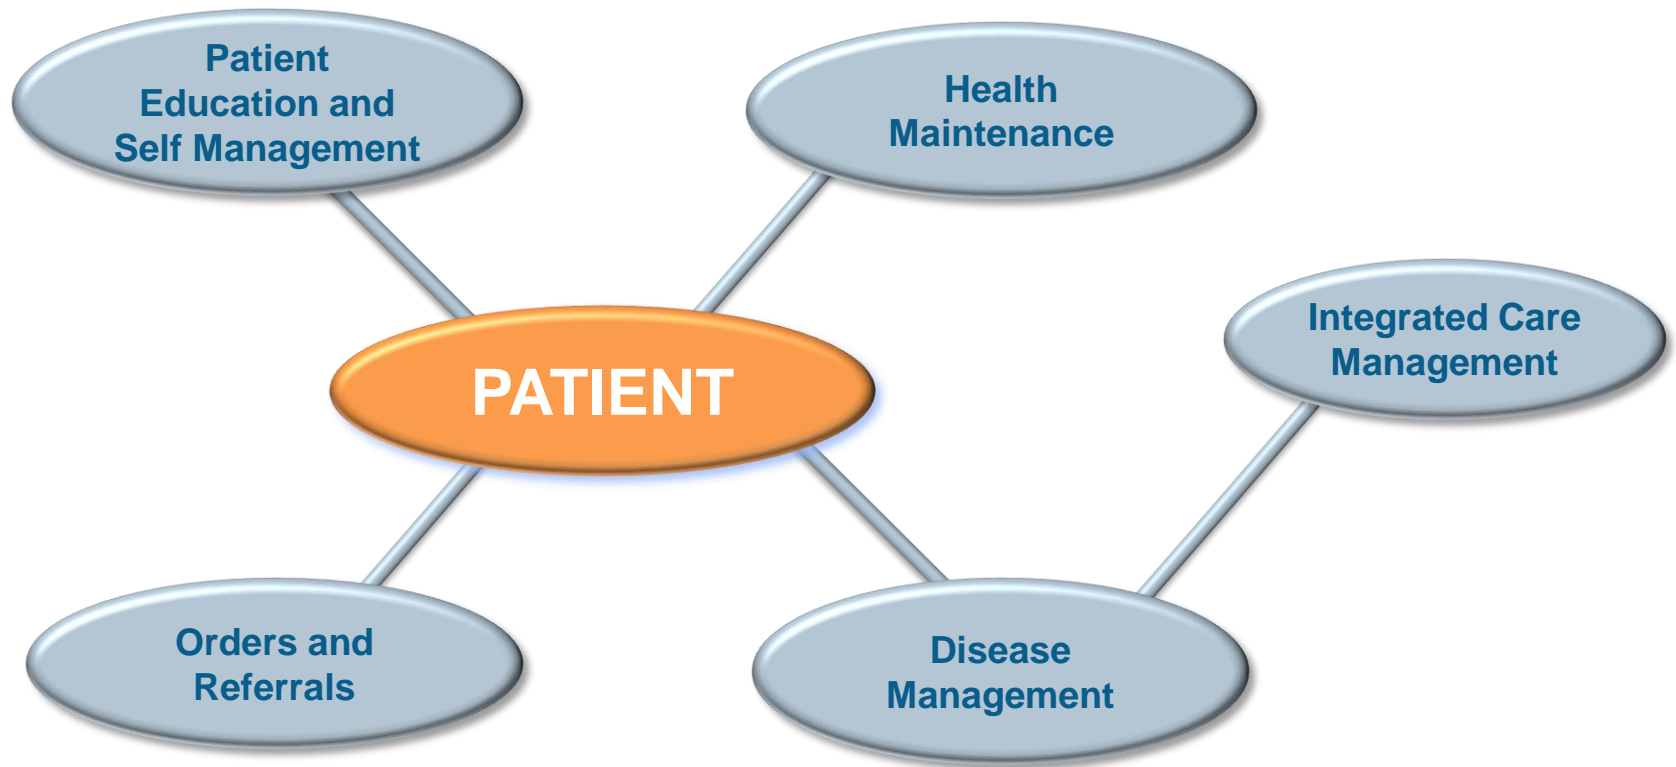 Patient
Education and
Self Management
Health
Maintenance
Integrated Care
Management
PATIENT
Orders and
Referrals
Disease
Management